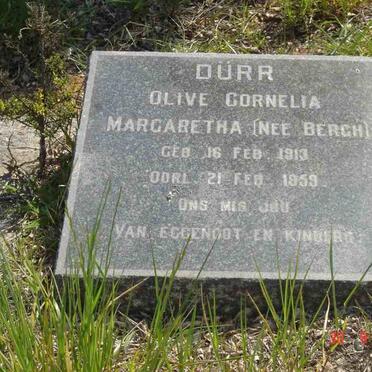 DÜRR
OLIVE CORNELIA
MARGARETHA (NEE BERGH)
GEB 16 FEB 1913
OORL 21 FEB 1959
ONS MIS JOU
VAN EGGENOOT EN KINDERS